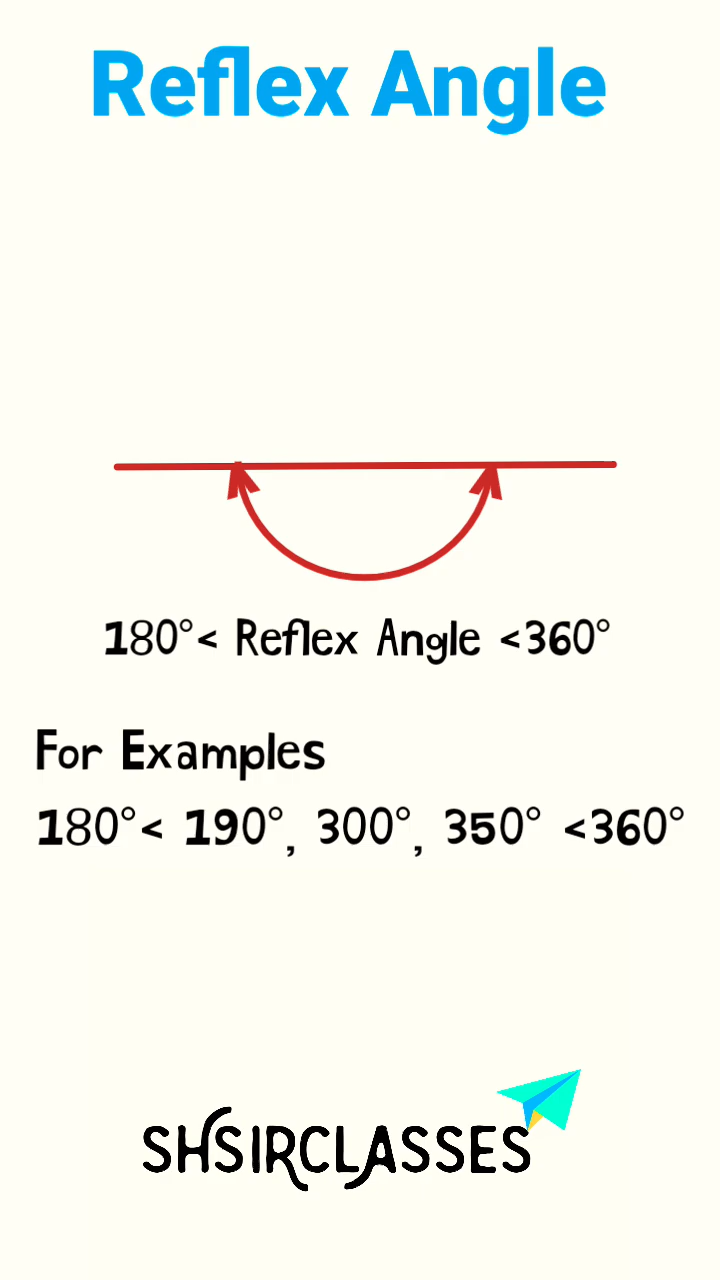 Reflex Angle
180°< Reflex Angle <360°
For Examples
180°< 190°, 300°, 350° <360°
SHSIRCLASSES